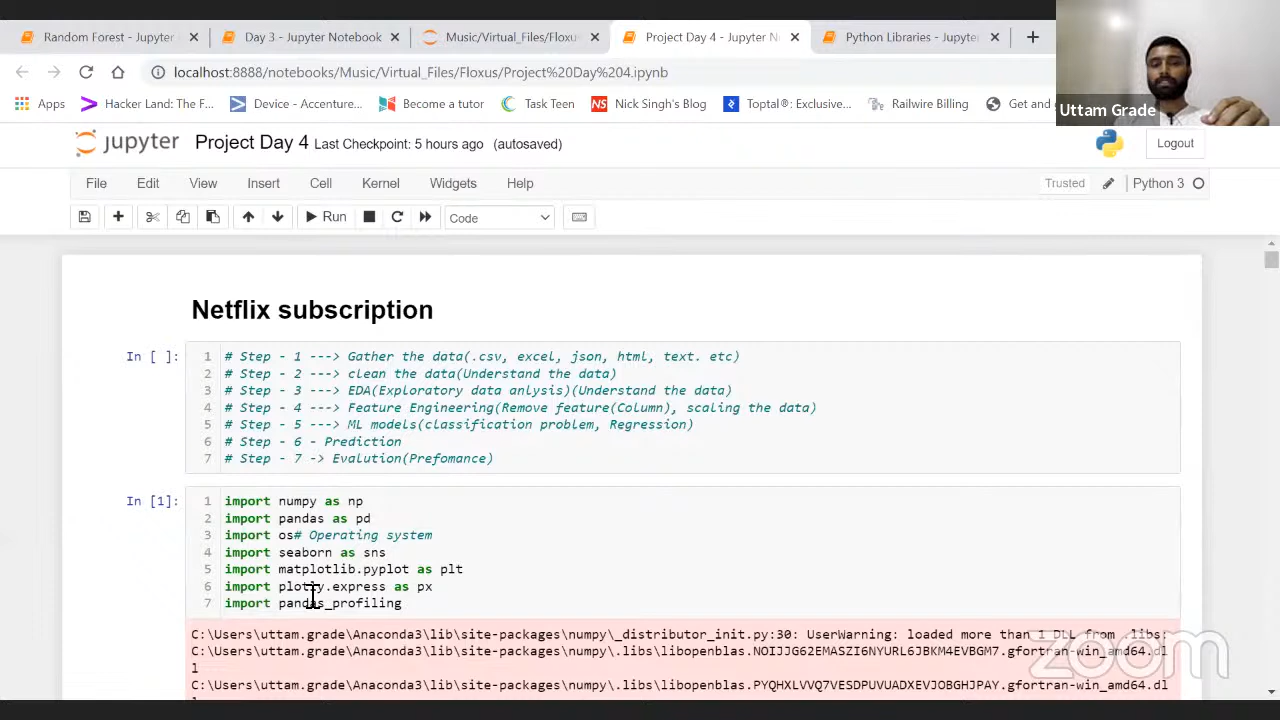 Random Forest - Jupyter
Day 3 - Jupyter Notebook
Music/Virtual_Files/Floxus
Project Day 4 - Jupyter N
Python Libraries - Jupyte
localhost:8888/notebooks/Music/Virtual_Files/Floxus/Project%20Day%204.ipynb
Apps
Hacker Land: The F...
Device - Accenture...
Become a tutor
Task Teen
NS
Nick Singh's Blog
Toptal®: Exclusive...
Railwire Billing
Get and
Uttam Grade
jupyter
Project Day 4 Last Checkpoint: 5 hours ago (autosaved)
Logout
File Edit View Insert Cell Kernel Widgets Help
Trusted
Python 3
Run
Code
Netflix subscription
In [ ]:
1 # Step - 1 ---> Gather the data(.csv, excel, json, html, text. etc)
2 # Step - 2 ---> clean the data(Understand the data)
3 # Step - 3 ---> EDA(Exploratory data anlysis)(Understand the data)
4 # Step - 4 ---> Feature Engineering(Remove feature(Column), scaling the data)
5 # Step - 5 ---> ML models(classification problem, Regression)
6 # Step - 6 - Prediction
7 # Step - 7 -> Evalution(Prefomance)
In [1]:
1 import numpy as np
2 import pandas as pd
3 import os# Operating system
4 import seaborn as sns
5 import matplotlib.pyplot as plt
6 import plotly.express as px
7 import pandas_profiling
C:\Users\uttam.grade\Anaconda3\lib\site-packages\numpy\_distributor_init.py:30: UserWarning: loaded more than 1 DLL from .libs:
C:\Users\uttam.grade\Anaconda3\lib\site-packages\numpy\.libs\libopenblas.NOIJJG62EMASZI6NYURL6JBKM4EVBGM7.gfortran-win_amd64.dl
l
C:\Users\uttam.grade\Anaconda3\lib\site-packages\numpy\.libs\libopenblas.PYQHXLVVQ7VESDPUVUADXEVJOBGHJPAY.gfortran-win_amd64.dl
zoom